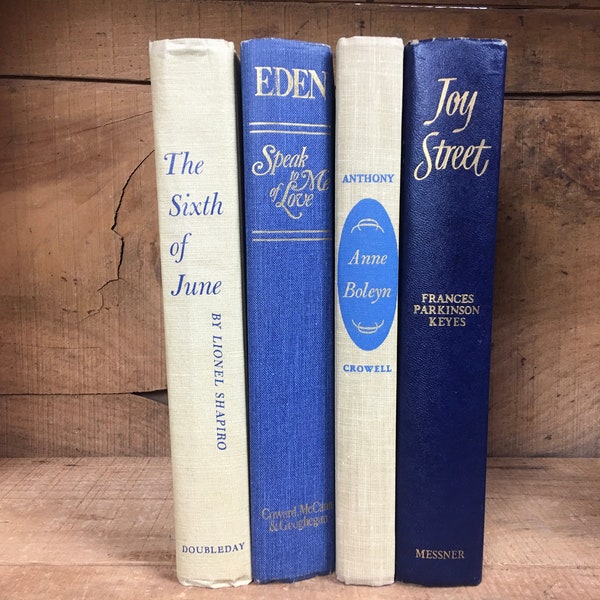 The
Sixth
of
June
BY LIONEL SHAPIRO
DOUBLEDAY
EDEN
Speak
to Me
of Love
Coward, McCann
& Geoghegan
ANTHONY
Anne
Boleyn
CROWELL
Joy
Street
FRANCES
PARKINSON
KEYES
MESSNER